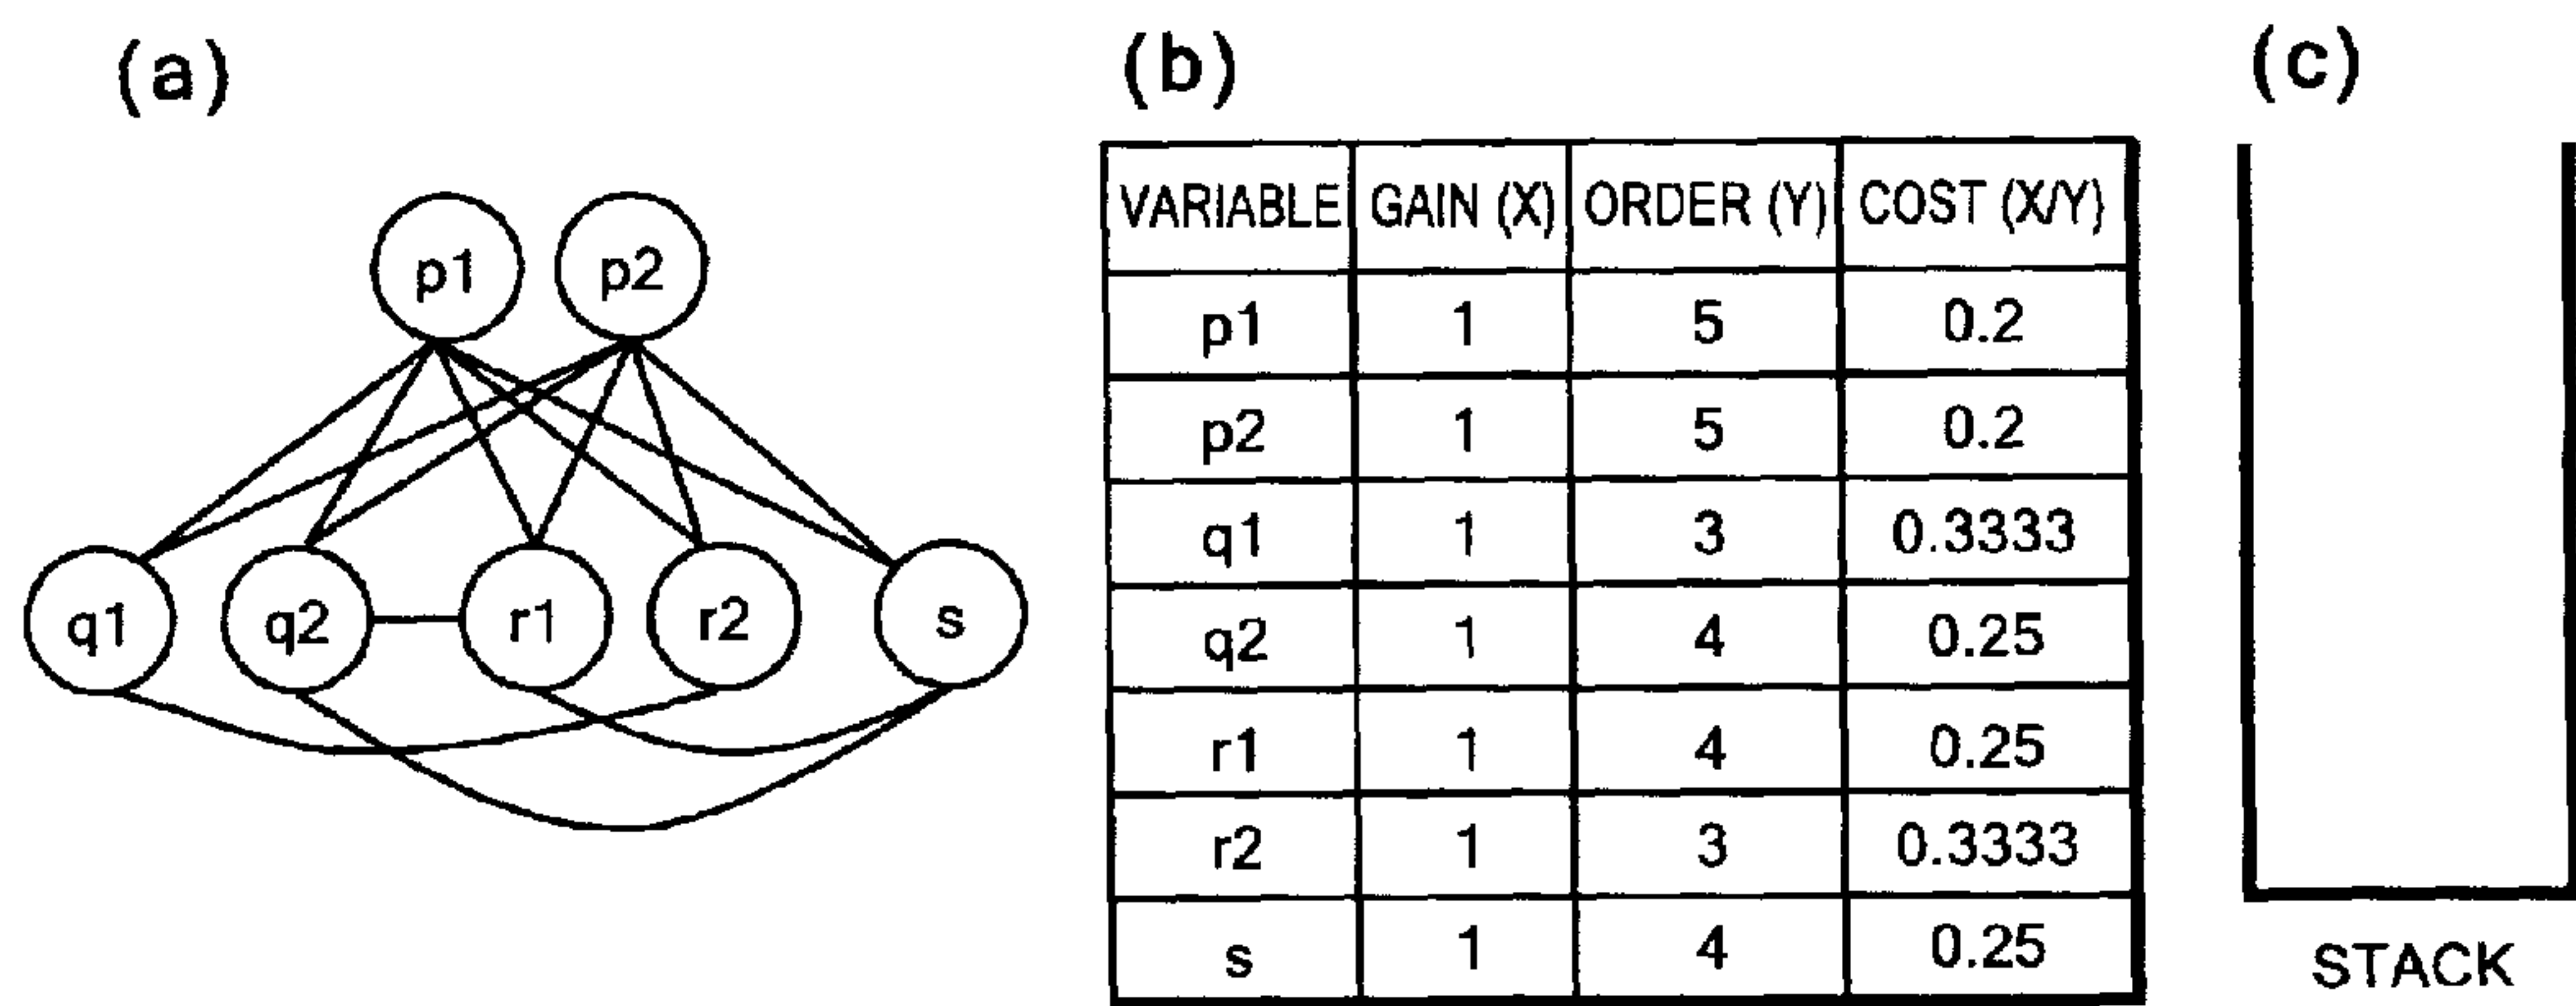 (a)
p1 p2
q1 q2 r1 r2 s
(b)
VARIABLE GAIN (X) ORDER (Y) COST (X/Y)
p1 1 5 0.2
p2 1 5 0.2
q1 1 3 0.3333
q2 1 4 0.25
r1 1 4 0.25
r2 1 3 0.3333
s 1 4 0.25
(c)
STACK